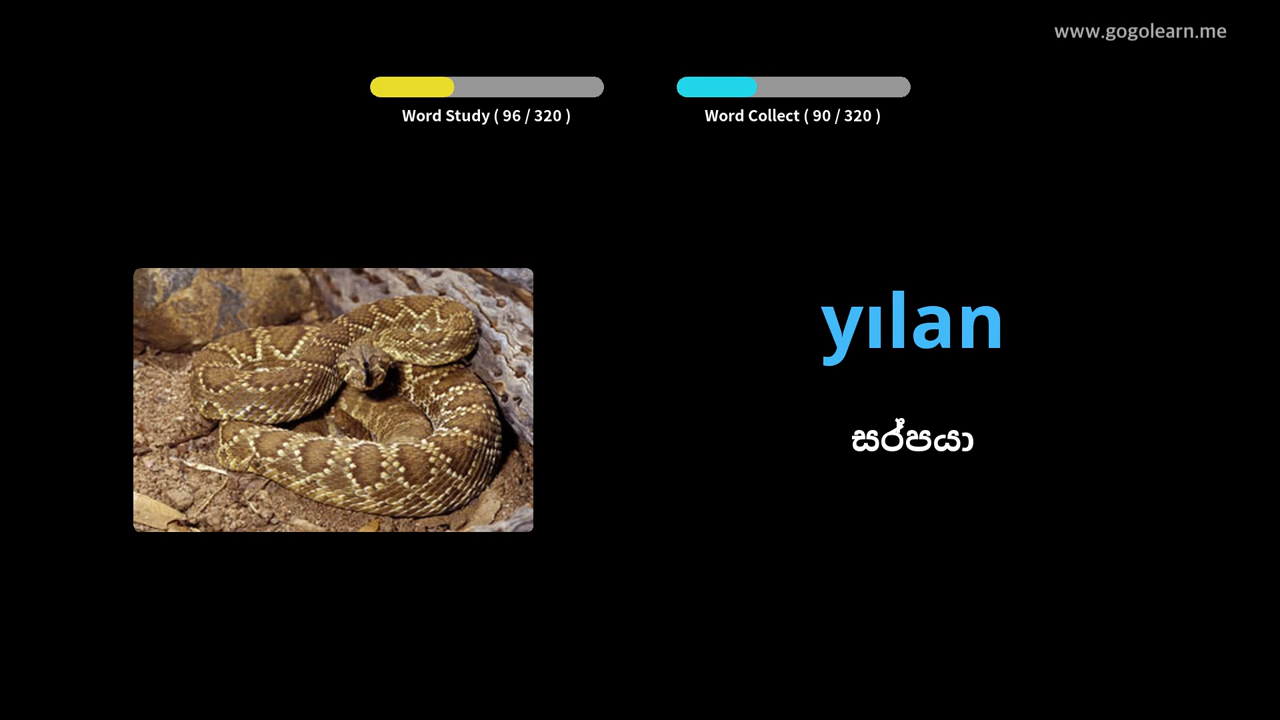 www.gogolearn.me
Word Study ( 96 / 320 )
Word Collect ( 90 / 320 )
yılan
සර්පයා